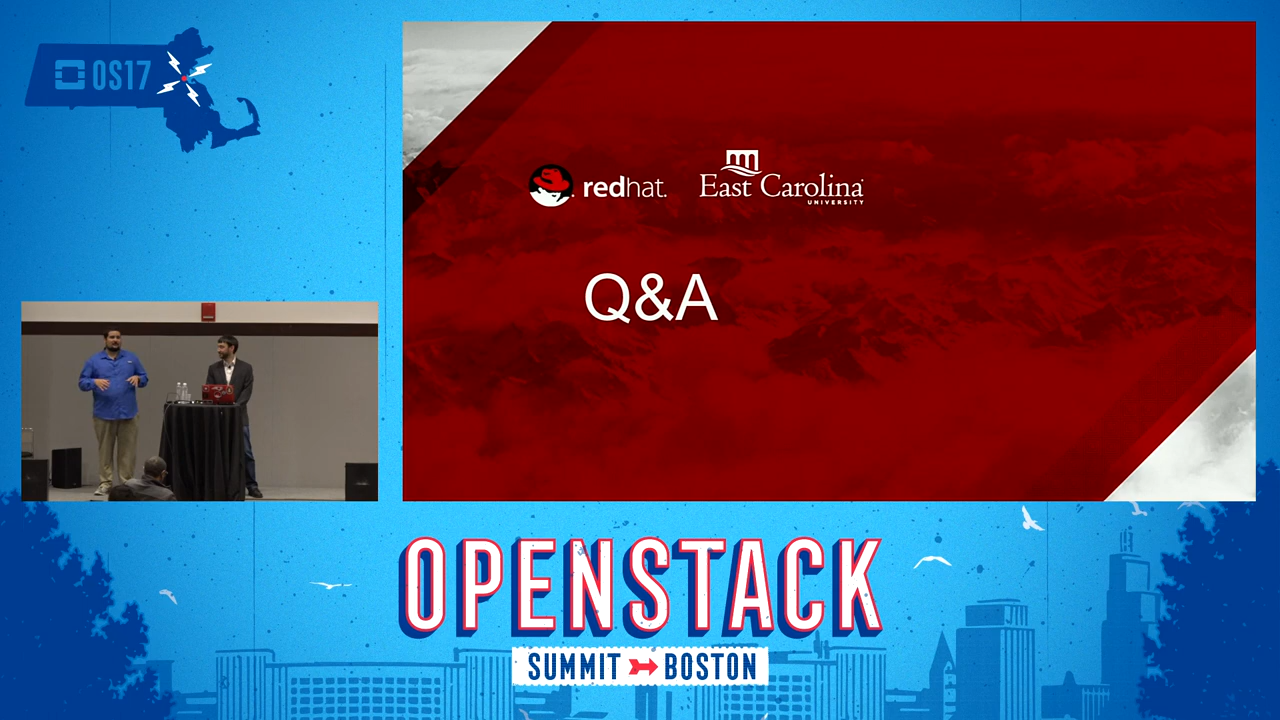 OS17
redhat.
East Carolina
UNIVERSITY
Q&A
OPENSTACK
SUMMIT BOSTON